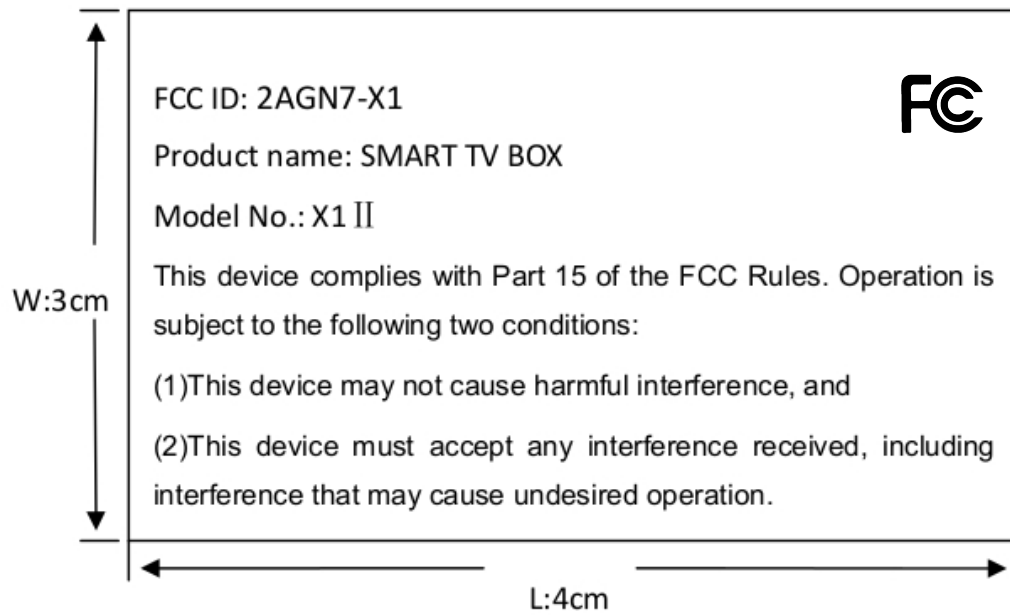 FCC ID: 2AGN7-X1
FC
Product name: SMART TV BOX
Model No.: X1 Ⅱ
This device complies with Part 15 of the FCC Rules. Operation is
subject to the following two conditions:
(1)This device may not cause harmful interference, and
(2)This device must accept any interference received, including
interference that may cause undesired operation.
W:3cm
L:4cm